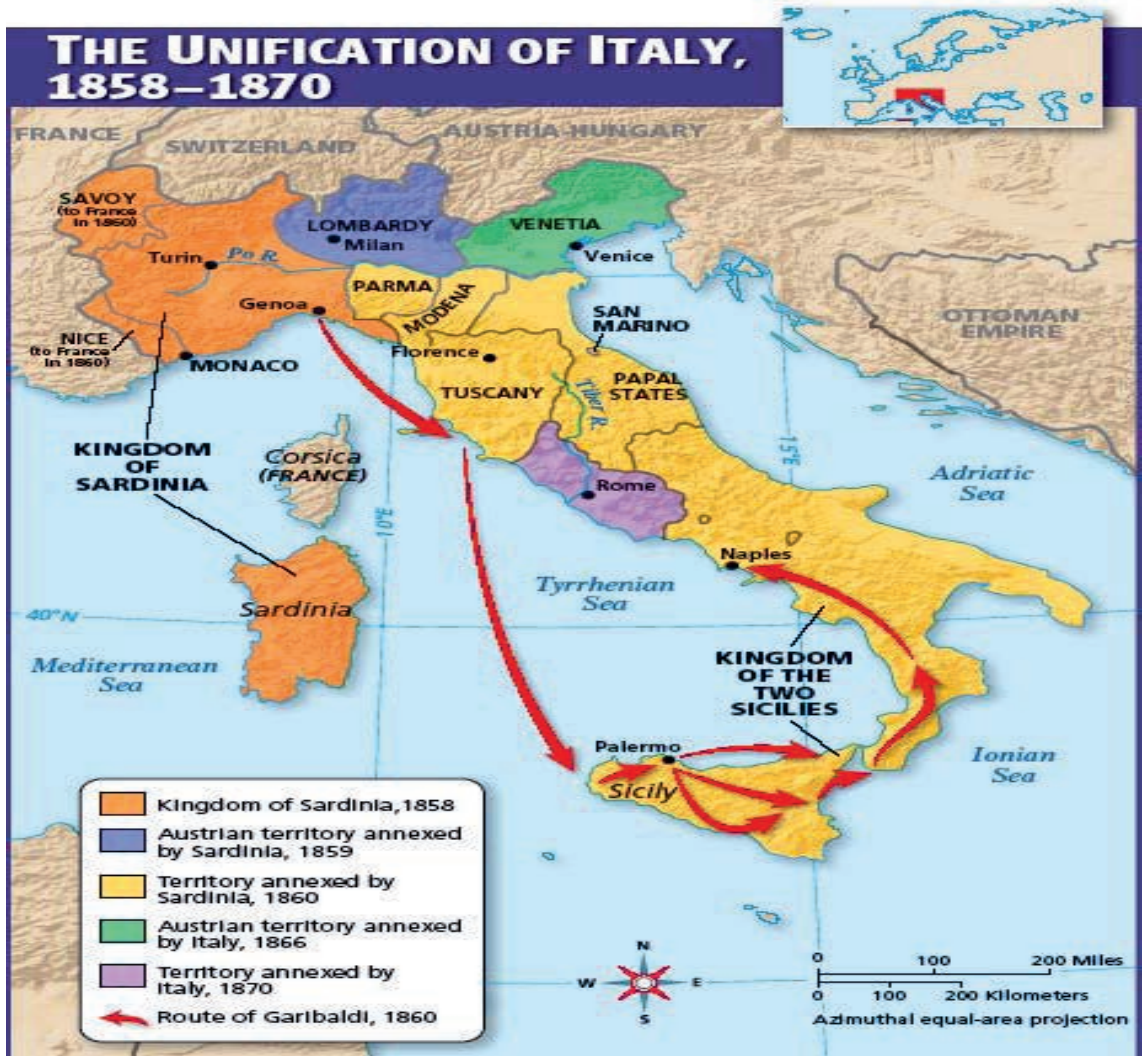 THE UNIFICATION OF ITALY,
1858–1870
FRANCE
SWITZERLAND
AUSTRIA-HUNGARY
SAVOY
(to France
in 1860)
LOMBARDY
Milan
VENETIA
Venice
Turin
Po R.
PARMA
MODENA
Genoa
SAN
MARINO
OTTOMAN
EMPIRE
NICE
(to France
in 1860)
MONACO
Florence
TUSCANY
PAPAL
STATES
Tiber R.
KINGDOM
OF
SARDINIA
Corsica
(FRANCE)
Rome
15°E
10°E
Adriatic
Sea
Naples
Tyrrhenian
Sea
Sardinia
40°N
Mediterranean
Sea
KINGDOM
OF THE
TWO
SICILIES
Palermo
Sicily
Ionian
Sea
Kingdom of Sardinia,1858
Austrian territory annexed
by Sardinia, 1859
Territory annexed by
Sardinia, 1860
Austrian territory annexed
by Italy, 1866
Territory annexed by
Italy, 1870
Route of Garibaldi, 1860
N
W E
S
0 100 200 Miles
0 100 200 Kilometers
Azimuthal equal-area projection